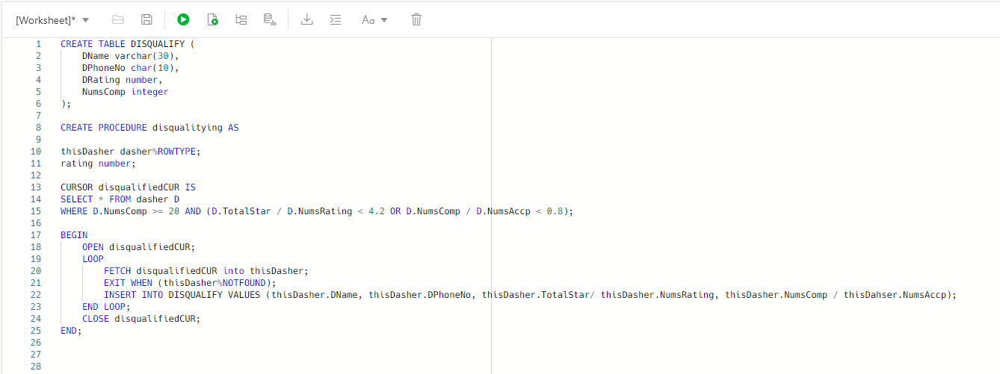 [Worksheet]*
Aa
1 CREATE TABLE DISQUALIFY (
2 DName varchar(30),
3 DPhoneNo char(10),
4 DRating number,
5 NumsComp integer
6 );
7
8 CREATE PROCEDURE disqualitying AS
9
10 thisDasher dasher%ROWTYPE;
11 rating number;
12
13 CURSOR disqualifiedCUR IS
14 SELECT * FROM dasher D
15 WHERE D.NumsComp >= 20 AND (D.TotalStar / D.NumsRating < 4.2 OR D.NumsComp / D.NumsAccp < 0.8);
16
17 BEGIN
18 OPEN disqualifiedCUR;
19 LOOP
20 FETCH disqualifiedCUR into thisDasher;
21 EXIT WHEN (thisDasher%NOTFOUND);
22 INSERT INTO DISQUALIFY VALUES (thisDasher.DName, thisDasher.DPhoneNo, thisDasher.TotalStar/ thisDasher.NumsRating, thisDasher.NumsComp / thisDahser.NumsAccp);
23 END LOOP;
24 CLOSE disqualifiedCUR;
25 END;
26
27
28